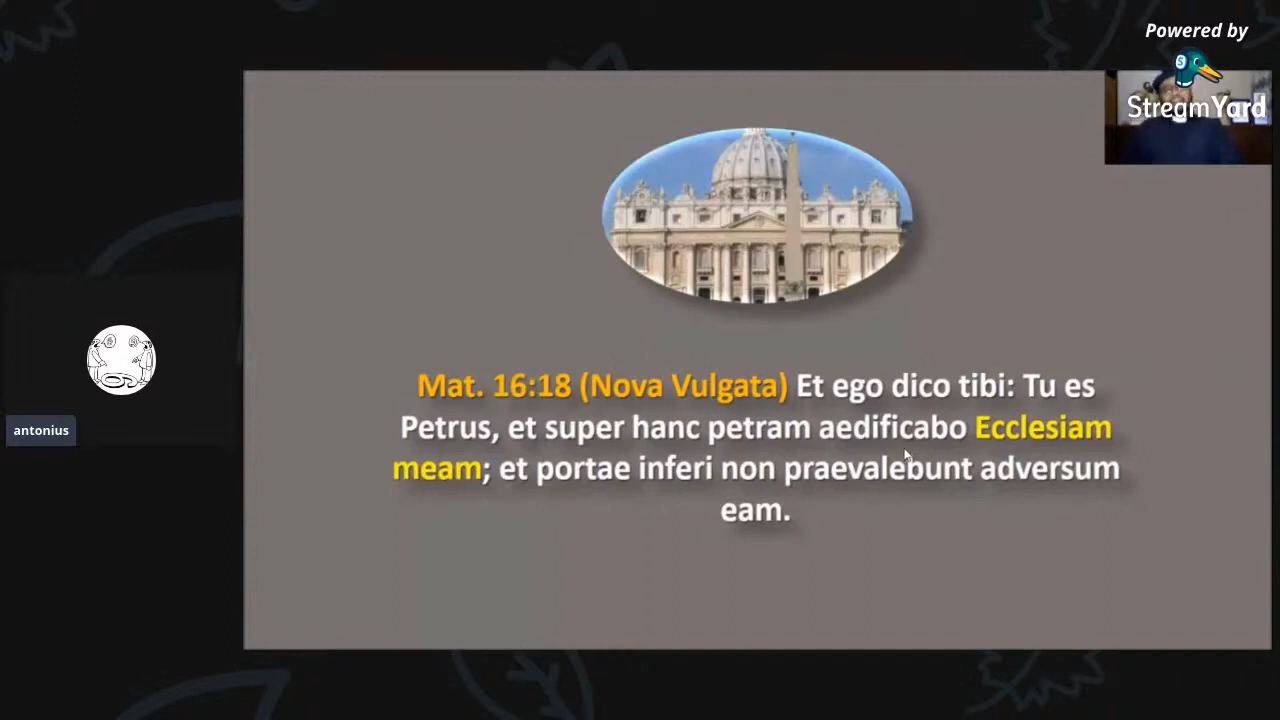 Powered by
StreamYard
Mat. 16:18 (Nova Vulgata) Et ego dico tibi: Tu es
Petrus, et super hanc petram aedificabo Ecclesiam
meam; et portae inferi non praevalebunt adversum
eam.
antonius